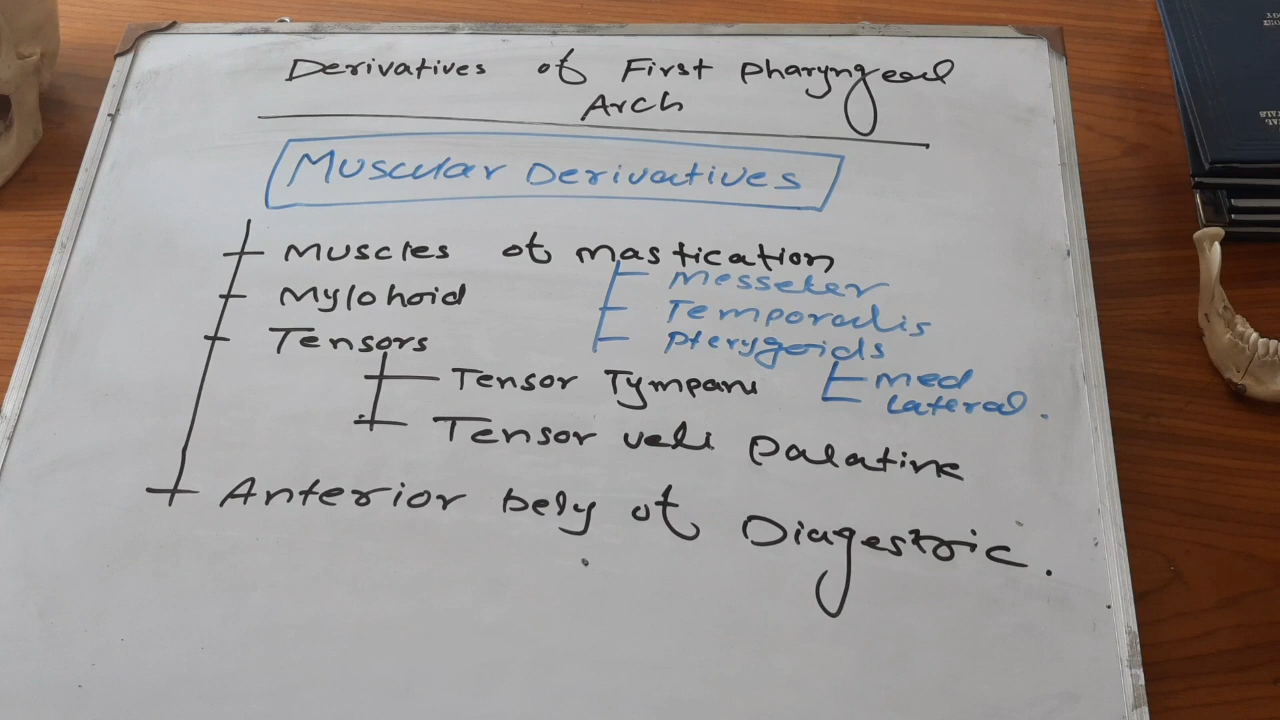 Derivatives of First Pharyngeal
Arch
Muscular Derivatives
Muscles of mastication
Messeter
Mylohoid
Temporalis
Tensors
Pterygoids
Tensor Tympani
med
lateral.
Tensor veli Palatine
Anterior bely of Diagestric.